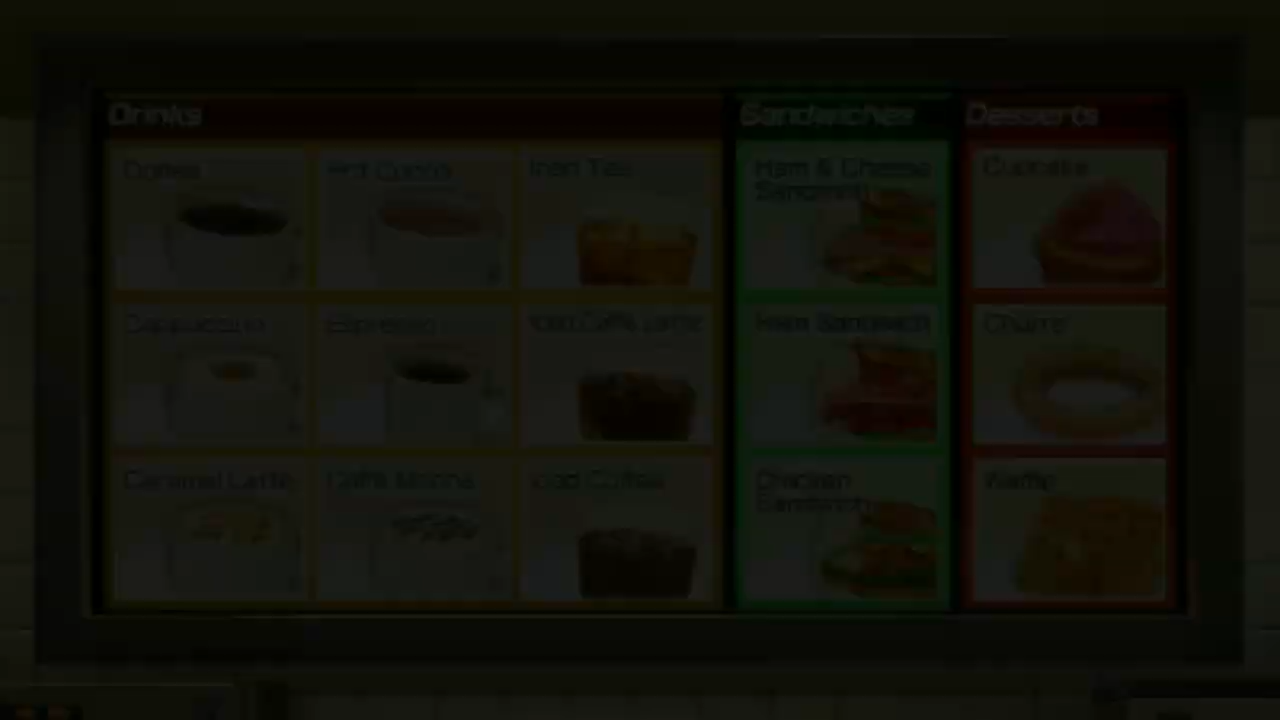 Drinks
Coffee
Hot Cocoa
Iced Tea
Cappuccino
Espresso
Iced Caffè Latte
Caramel Latte
Caffè Mocha
Iced Coffee
Sandwiches
Ham & Cheese
Sandwich
Ham Sandwich
Chicken
Sandwich
Desserts
Cupcake
Churro
Waffle